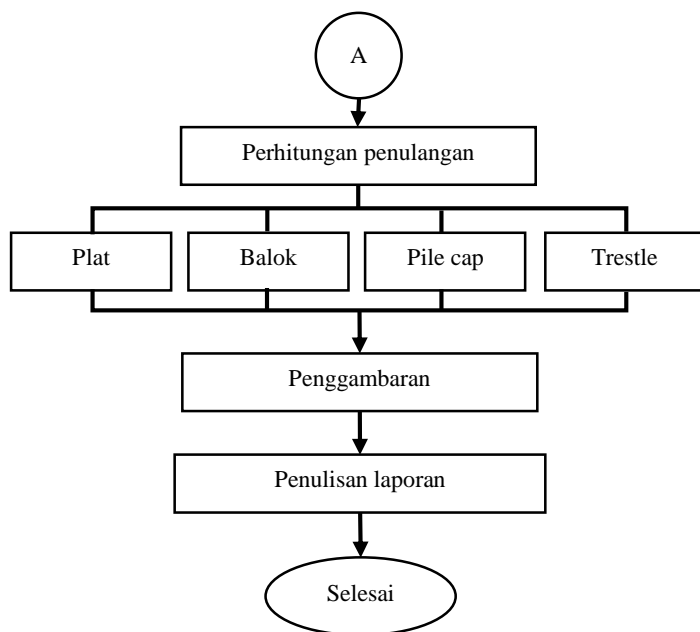 A
Perhitungan penulangan
Plat
Balok
Pile cap
Trestle
Penggambaran
Penulisan laporan
Selesai